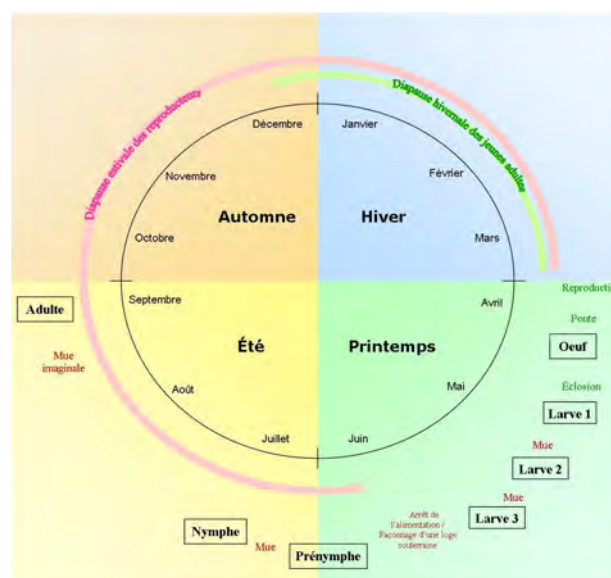 Diapause estivale des reproducteurs
Diapause hivernale des jeunes adultes
Décembre
Janvier
Novembre
Février
Automne
Hiver
Octobre
Mars
Septembre
Avril
Reproducti
Adulte
Ponte
Été
Printemps
Oeuf
Mue
imaginale
Août
Mai
Éclosion
Larve 1
Juillet
Juin
Mue
Larve 2
Mue
Larve 3
Arrêt de
l'alimentation /
Façonnage d'une loge
souterraine
Nymphe
Mue
Prénymphe